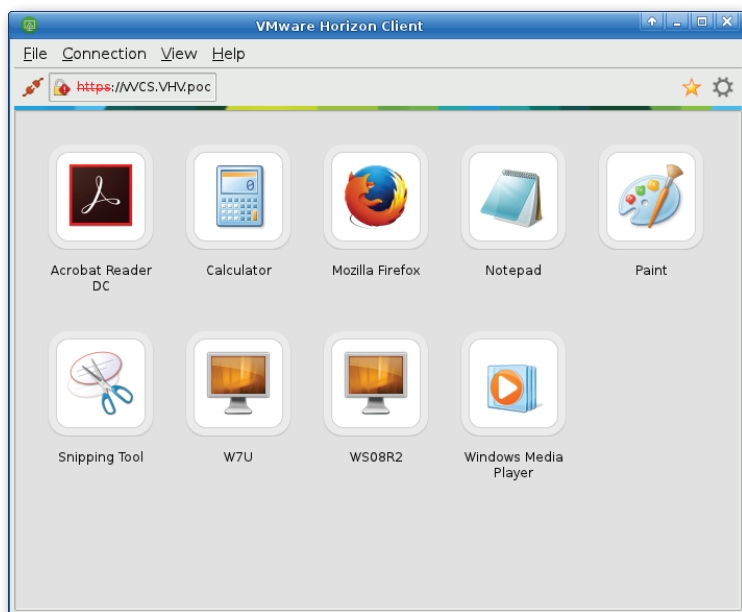 VMware Horizon Client
File Connection View Help
https://VVCS.VHV.poc
Acrobat Reader
DC
Calculator
Mozilla Firefox
Notepad
Paint
Snipping Tool
W7U
WS08R2
Windows Media
Player